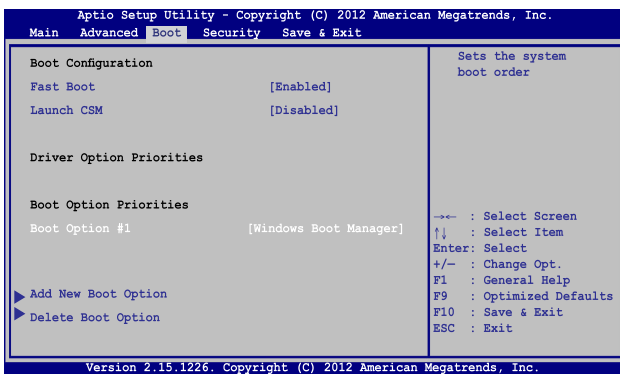 Aptio Setup Utility - Copyright (C) 2012 American Megatrends, Inc.
Main Advanced Boot Security Save & Exit
Boot Configuration
Fast Boot [Enabled]
Launch CSM [Disabled]
Driver Option Priorities
Boot Option Priorities
Boot Option #1 [Windows Boot Manager]
Add New Boot Option
Delete Boot Option
Sets the system
boot order
→← : Select Screen
↑↓ : Select Item
Enter: Select
+/— : Change Opt.
F1 : General Help
F9 : Optimized Defaults
F10 : Save & Exit
ESC : Exit
Version 2.15.1226. Copyright (C) 2012 American Megatrends, Inc.